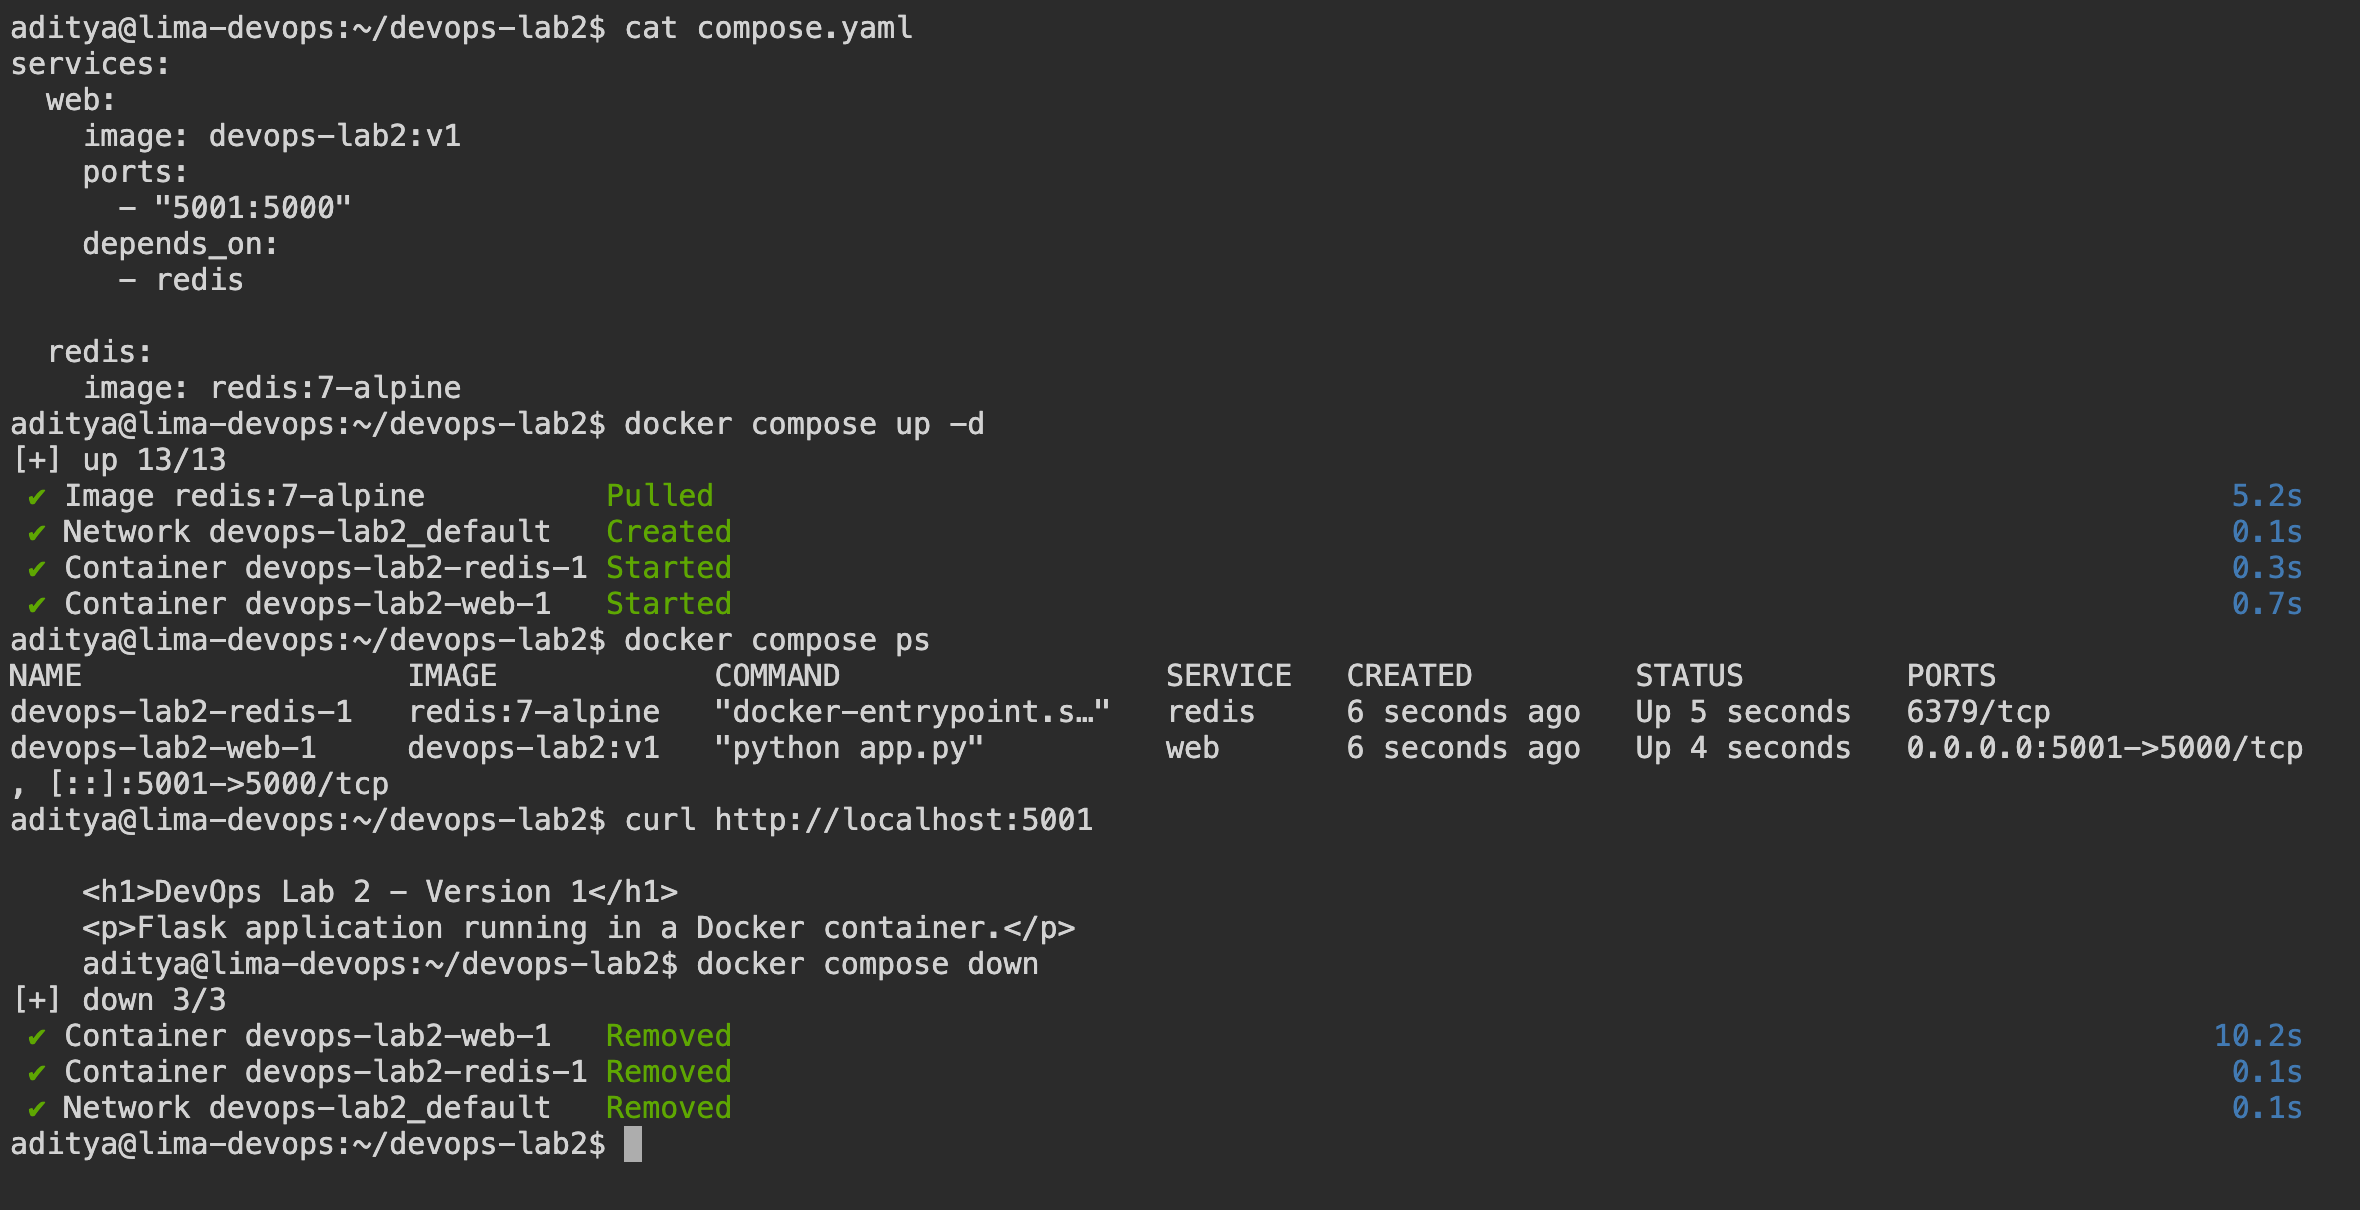 aditya@lima-devops:~/devops-lab2$ cat compose.yaml
services:
  web:
    image: devops-lab2:v1
    ports:
      - "5001:5000"
    depends_on:
      - redis

  redis:
    image: redis:7-alpine
aditya@lima-devops:~/devops-lab2$ docker compose up -d
[+] up 13/13
 ✔ Image redis:7-alpine          Pulled 5.2s
 ✔ Network devops-lab2_default   Created 0.1s
 ✔ Container devops-lab2-redis-1 Started 0.3s
 ✔ Container devops-lab2-web-1   Started 0.7s
aditya@lima-devops:~/devops-lab2$ docker compose ps
NAME                  IMAGE            COMMAND                  SERVICE   CREATED         STATUS         PORTS
devops-lab2-redis-1   redis:7-alpine   "docker-entrypoint.s…"   redis     6 seconds ago   Up 5 seconds   6379/tcp
devops-lab2-web-1     devops-lab2:v1   "python app.py"          web       6 seconds ago   Up 4 seconds   0.0.0.0:5001->5000/tcp
, [::]:5001->5000/tcp
aditya@lima-devops:~/devops-lab2$ curl http://localhost:5001

    <h1>DevOps Lab 2 - Version 1</h1>
    <p>Flask application running in a Docker container.</p>
    aditya@lima-devops:~/devops-lab2$ docker compose down
[+] down 3/3
 ✔ Container devops-lab2-web-1   Removed 10.2s
 ✔ Container devops-lab2-redis-1 Removed 0.1s
 ✔ Network devops-lab2_default   Removed 0.1s
aditya@lima-devops:~/devops-lab2$